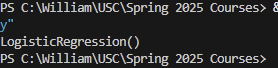 PS C:\William\USC\Spring 2025 Courses> &
y"
LogisticRegression()
PS C:\William\USC\Spring 2025 Courses>